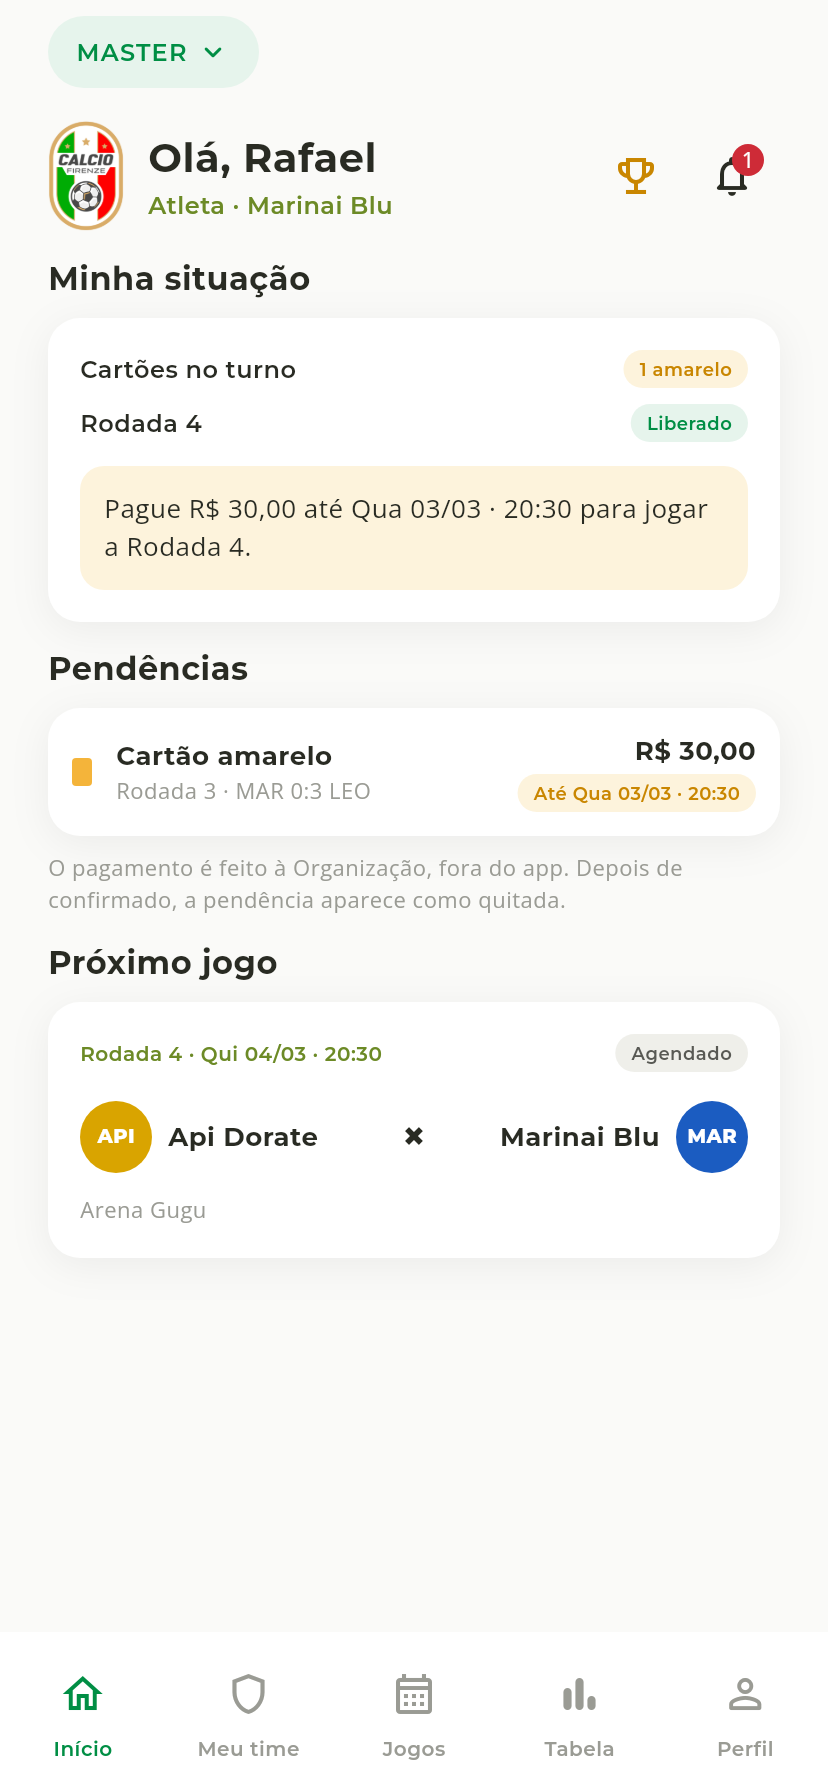 MASTER
CALCIO
FIRENZE
Olá, Rafael
Atleta · Marinai Blu
1
Minha situação
Cartões no turno
1 amarelo
Rodada 4
Liberado
Pague R$ 30,00 até Qua 03/03 · 20:30 para jogar
a Rodada 4.
Pendências
Cartão amarelo
R$ 30,00
Rodada 3 · MAR 0:3 LEO
Até Qua 03/03 · 20:30
O pagamento é feito à Organização, fora do app. Depois de
confirmado, a pendência aparece como quitada.
Próximo jogo
Rodada 4 · Qui 04/03 · 20:30
Agendado
API Api Dorate × Marinai Blu MAR
Arena Gugu
Início Meu time Jogos Tabela Perfil